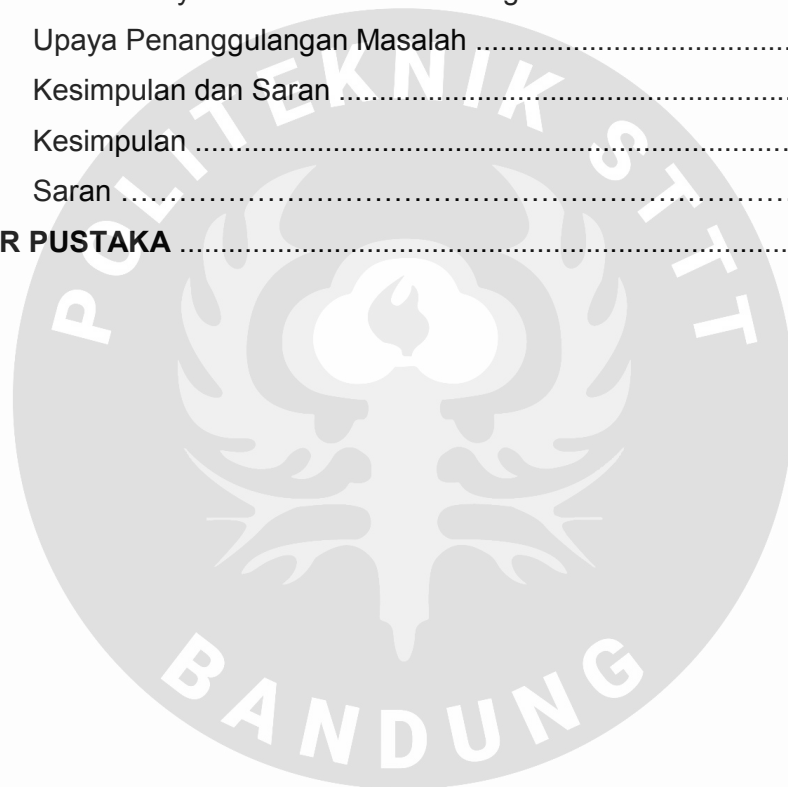 Upaya Penanggulangan Masalah ........................................
Kesimpulan dan Saran ........................................................
Kesimpulan ..........................................................................
Saran ……………………………………………………………
R PUSTAKA ...........................................................................
POLITEKNIK STTT
BANDUNG